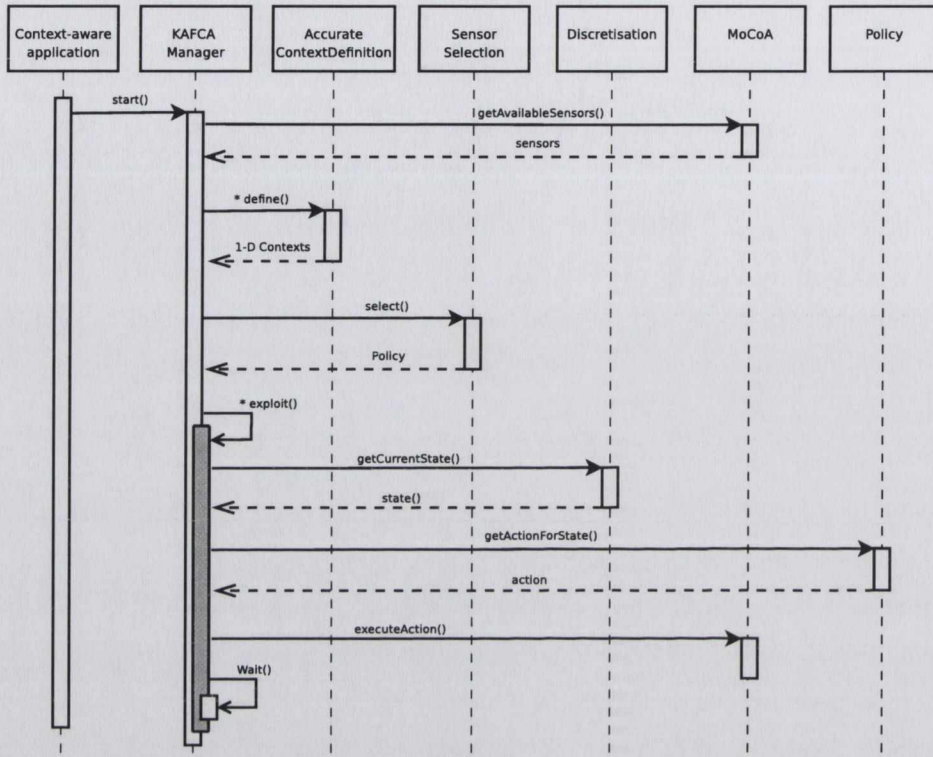 Context-aware
application
KAFCA
Manager
Accurate
ContextDefinition
Sensor
Selection
Discretisation
MoCoA
Policy
start()
getAvailableSensors()
sensors
* define()
1-D Contexts
select()
Policy
* exploit()
getCurrentState()
state()
getActionForState()
action
executeAction()
Wait()